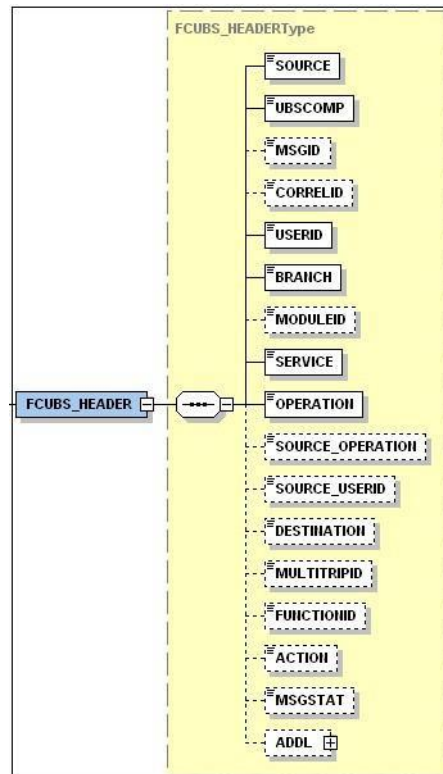 FCUBS_HEADERType
SOURCE
UBSCOMP
MSGID
CORRELID
USERID
BRANCH
MODULEID
SERVICE
FCUBS_HEADER
OPERATION
SOURCE_OPERATION
SOURCE_USERID
DESTINATION
MULTITRIPID
FUNCTIONID
ACTION
MSGSTAT
ADDL